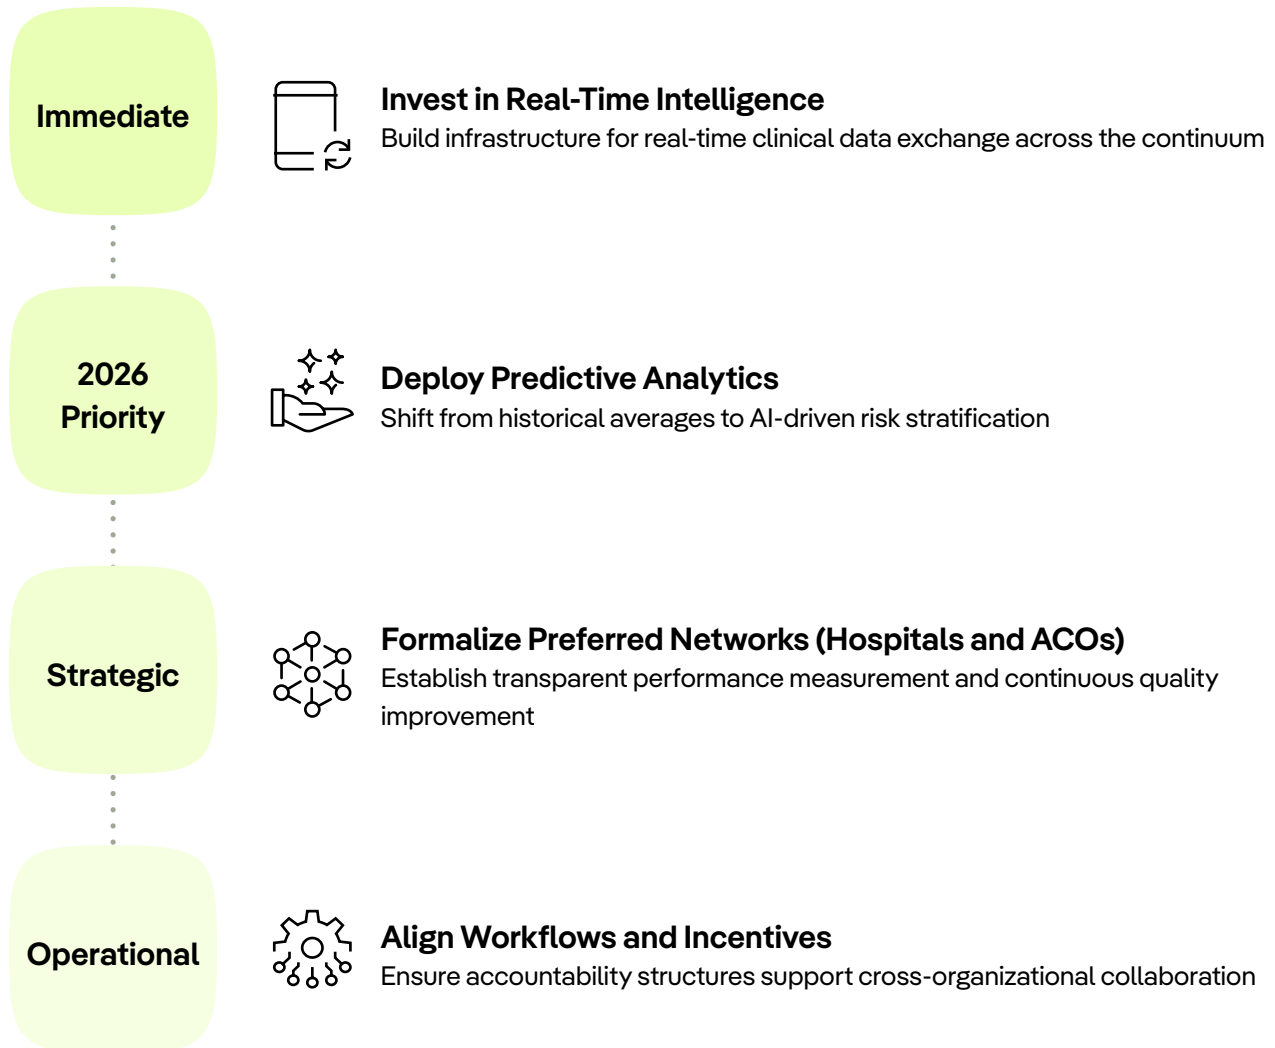 Immediate
Invest in Real-Time Intelligence
Build infrastructure for real-time clinical data exchange across the continuum
2026
Priority
Deploy Predictive Analytics
Shift from historical averages to AI-driven risk stratification
Strategic
Formalize Preferred Networks (Hospitals and ACOs)
Establish transparent performance measurement and continuous quality
improvement
Operational
Align Workflows and Incentives
Ensure accountability structures support cross-organizational collaboration